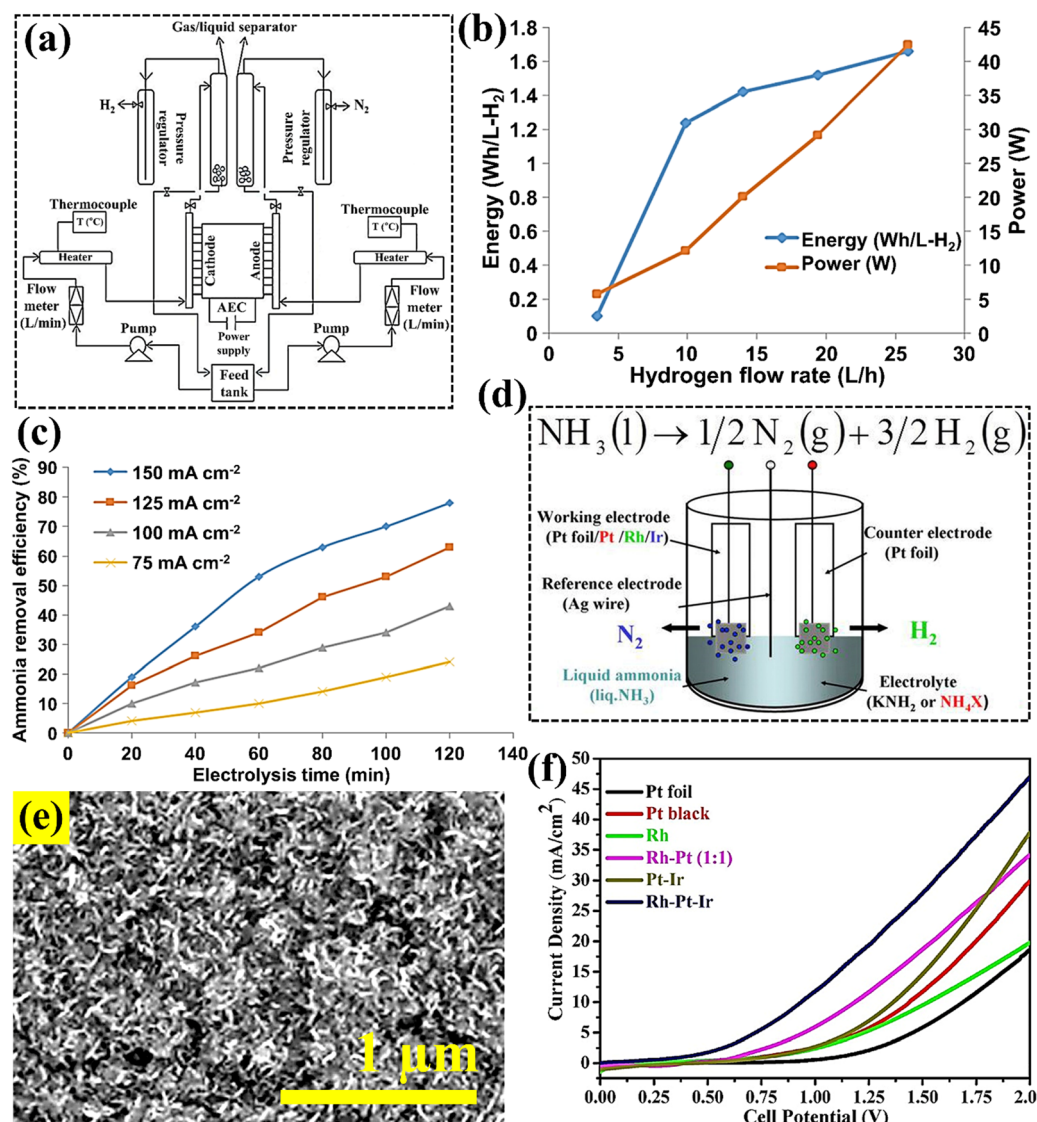 (a)
Gas/liquid separator
H₂
Pressure
regulator
Pressure
regulator
N₂
Thermocouple
T (°C)
Heater
Thermocouple
T (°C)
Heater
Cathode
Anode
Flow
meter
(L/min)
Flow
meter
(L/min)
AEC
Pump
Power
supply
Pump
Feed
tank
(b)
Energy (Wh/L-H₂)
1.8
1.6
1.4
1.2
1
0.8
0.6
0.4
0.2
0
45
40
35
30
25
20
15
10
5
0
Power (W)
Energy (Wh/L-H₂)
Power (W)
0 5 10 15 20 25 30
Hydrogen flow rate (L/h)
(c)
Ammonia removal efficiency (%)
90
80
70
60
50
40
30
20
10
0
150 mA cm⁻²
125 mA cm⁻²
100 mA cm⁻²
75 mA cm⁻²
0 20 40 60 80 100 120 140
Electrolysis time (min)
(d)
NH₃(l) → 1/2 N₂(g) + 3/2 H₂(g)
Working electrode
(Pt foil/Pt /Rh/Ir)
Counter electrode
(Pt foil)
Reference electrode
(Ag wire)
N₂
H₂
Liquid ammonia
(liq.NH₃)
Electrolyte
(KNH₂ or NH₄X)
(e)
1 μm
(f)
Current Density (mA/cm²)
50
45
40
35
30
25
20
15
10
5
0
Pt foil
Pt black
Rh
Rh-Pt (1:1)
Pt-Ir
Rh-Pt-Ir
0.00 0.25 0.50 0.75 1.00 1.25 1.50 1.75 2.0
Cell Potential (V)